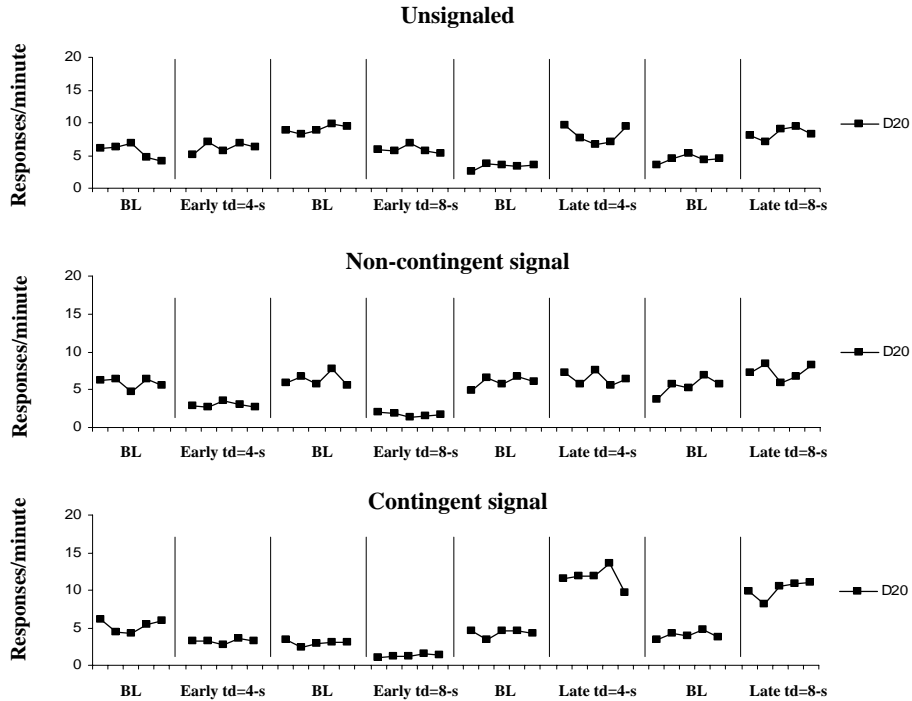 Unsignaled
Responses/minute
20
15
10
5
0
BL Early td=4-s BL Early td=8-s BL Late td=4-s BL Late td=8-s
D20
Non-contingent signal
Responses/minute
20
15
10
5
0
BL Early td=4-s BL Early td=8-s BL Late td=4-s BL Late td=8-s
D20
Contingent signal
Responses/minute
20
15
10
5
0
BL Early td=4-s BL Early td=8-s BL Late td=4-s BL Late td=8-s
D20